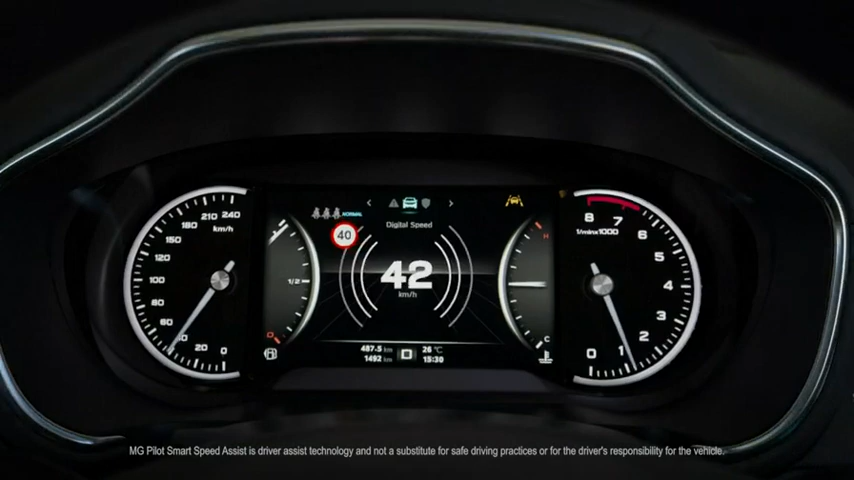 210 240
180
km/h
150
120
100
80
60
20 0
NORMAL
40
Digital Speed
42
km/h
1/2
487.5 km
1492 km
26 °C
15:30
H
C
8 7
1/minx1000
6
5
4
3
2
1
0
MG Pilot Smart Speed Assist is driver assist technology and not a substitute for safe driving practices or for the driver's responsibility for the vehicle.